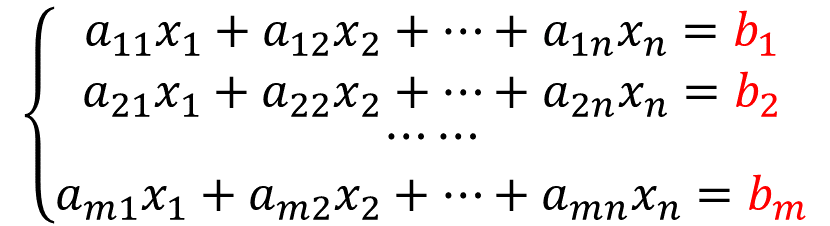 a₁₁x₁ + a₁₂x₂ + ⋯ + a₁ₙxₙ = b₁
a₂₁x₁ + a₂₂x₂ + ⋯ + a₂ₙxₙ = b₂
⋯ ⋯
aₘ₁x₁ + aₘ₂x₂ + ⋯ + aₘₙxₙ = bₘ